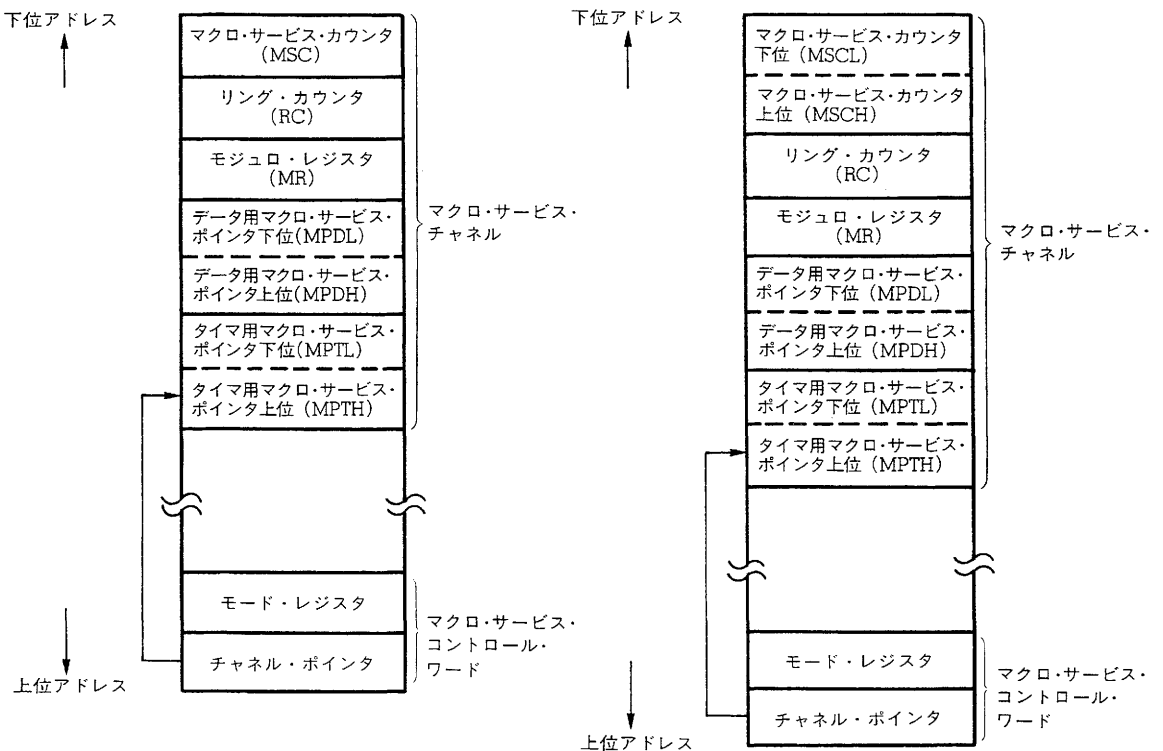 下位アドレス
マクロ・サービス・カウンタ
(MSC)
リング・カウンタ
(RC)
モジュロ・レジスタ
(MR)
データ用マクロ・サービス・
ポインタ下位(MPDL)
データ用マクロ・サービス・
ポインタ上位(MPDH)
タイマ用マクロ・サービス・
ポインタ下位(MPTL)
タイマ用マクロ・サービス・
ポインタ上位(MPTH)
マクロ・サービス・
チャネル
モード・レジスタ
チャネル・ポインタ
マクロ・サービス・
コントロール・
ワード
上位アドレス
下位アドレス
マクロ・サービス・カウンタ
下位(MSCL)
マクロ・サービス・カウンタ
上位(MSCH)
リング・カウンタ
(RC)
モジュロ・レジスタ
(MR)
データ用マクロ・サービス・
ポインタ下位(MPDL)
データ用マクロ・サービス・
ポインタ上位(MPDH)
タイマ用マクロ・サービス・
ポインタ下位(MPTL)
タイマ用マクロ・サービス・
ポインタ上位(MPTH)
マクロ・サービス・
チャネル
モード・レジスタ
チャネル・ポインタ
マクロ・サービス・
コントロール・
ワード
上位アドレス